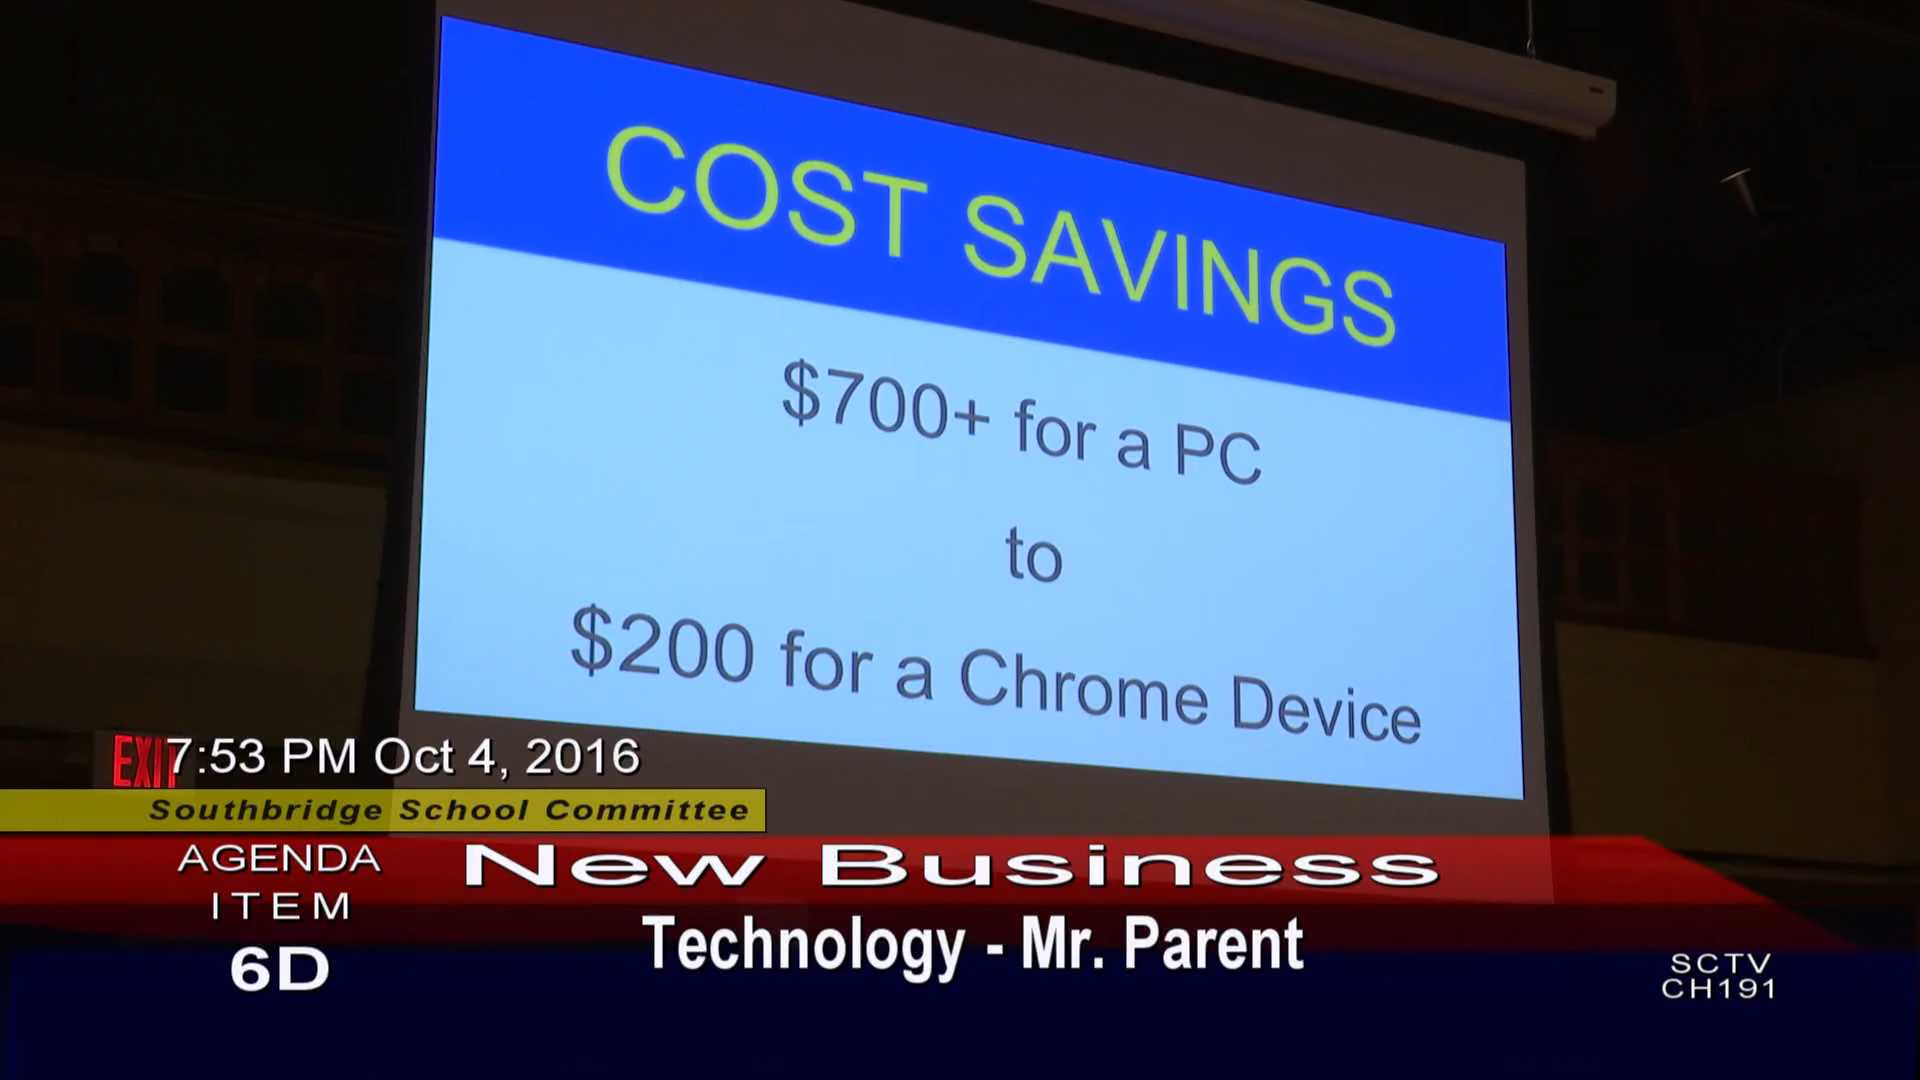 COST SAVINGS
$700+ for a PC
to
$200 for a Chrome Device
EXIT
7:53 PM Oct 4, 2016
Southbridge School Committee
AGENDA
ITEM
6D
New Business
Technology - Mr. Parent
SCTV
CH191